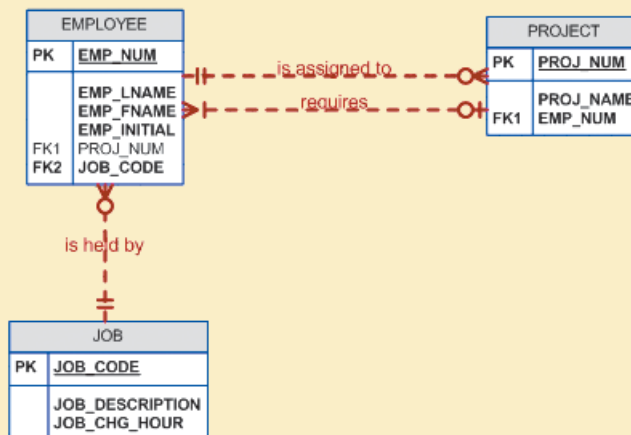 EMPLOYEE
PK EMP_NUM
EMP_LNAME
EMP_FNAME
EMP_INITIAL
FK1 PROJ_NUM
FK2 JOB_CODE
is assigned to
requires
PROJECT
PK PROJ_NUM
PROJ_NAME
FK1 EMP_NUM
is held by
JOB
PK JOB_CODE
JOB_DESCRIPTION
JOB_CHG_HOUR